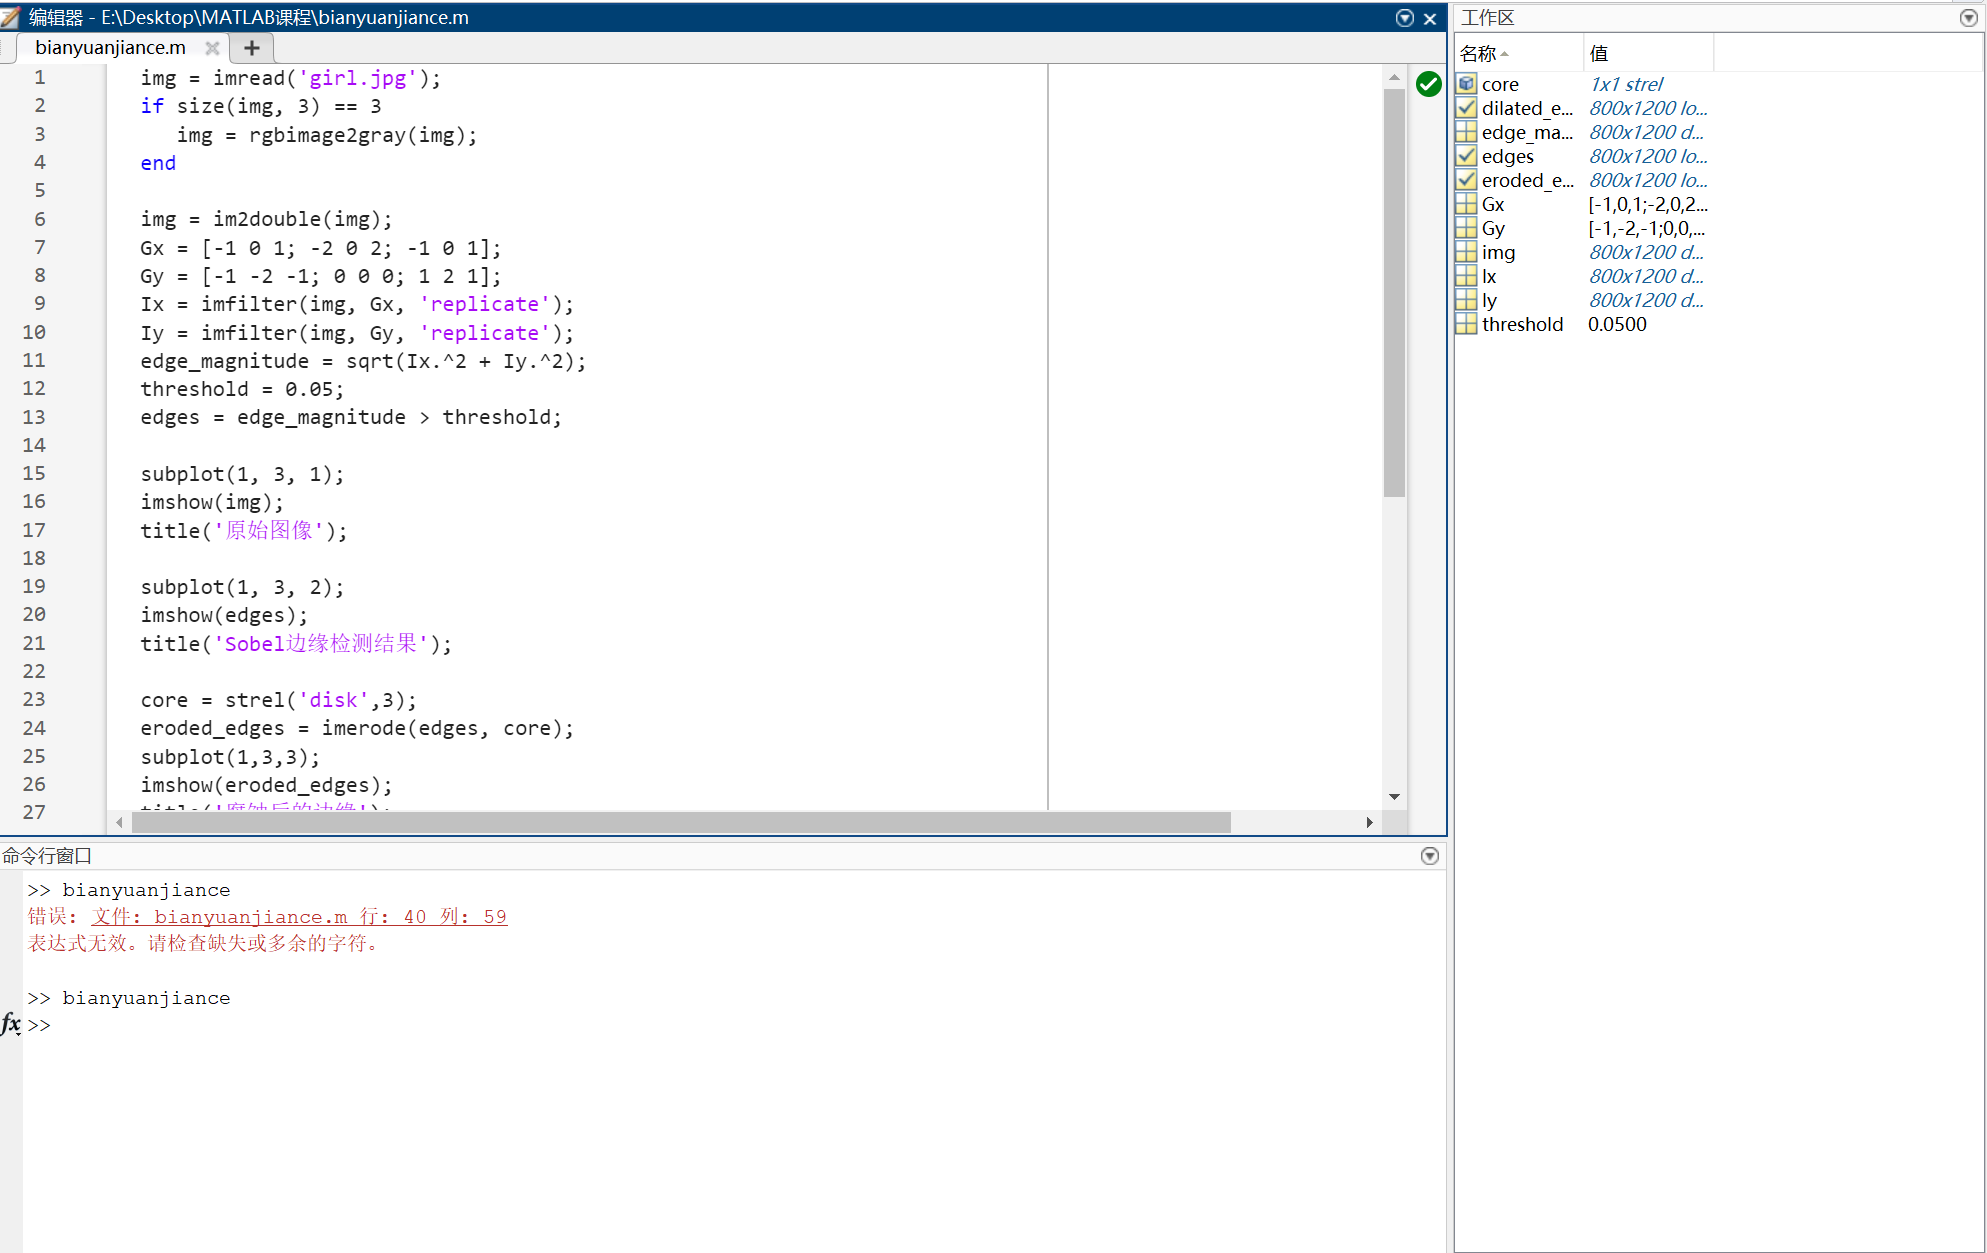 编辑器 - E:\Desktop\MATLAB课程\bianyuanjiance.m
bianyuanjiance.m
1 img = imread('girl.jpg');
2 if size(img, 3) == 3
3 img = rgbimage2gray(img);
4 end
5
6 img = im2double(img);
7 Gx = [-1 0 1; -2 0 2; -1 0 1];
8 Gy = [-1 -2 -1; 0 0 0; 1 2 1];
9 Ix = imfilter(img, Gx, 'replicate');
10 Iy = imfilter(img, Gy, 'replicate');
11 edge_magnitude = sqrt(Ix.^2 + Iy.^2);
12 threshold = 0.05;
13 edges = edge_magnitude > threshold;
14
15 subplot(1, 3, 1);
16 imshow(img);
17 title('原始图像');
18
19 subplot(1, 3, 2);
20 imshow(edges);
21 title('Sobel边缘检测结果');
22
23 core = strel('disk',3);
24 eroded_edges = imerode(edges, core);
25 subplot(1,3,3);
26 imshow(eroded_edges);
27 title('腐蚀后的边缘');
命令行窗口
>> bianyuanjiance
错误: 文件: bianyuanjiance.m 行: 40 列: 59
表达式无效。请检查缺失或多余的字符。
>> bianyuanjiance
fx >>
工作区
名称 值
core 1x1 strel
dilated_e... 800x1200 lo...
edge_ma... 800x1200 d...
edges 800x1200 lo...
eroded_e... 800x1200 lo...
Gx [-1,0,1;-2,0,2...
Gy [-1,-2,-1;0,0,...
img 800x1200 d...
Ix 800x1200 d...
Iy 800x1200 d...
threshold 0.0500